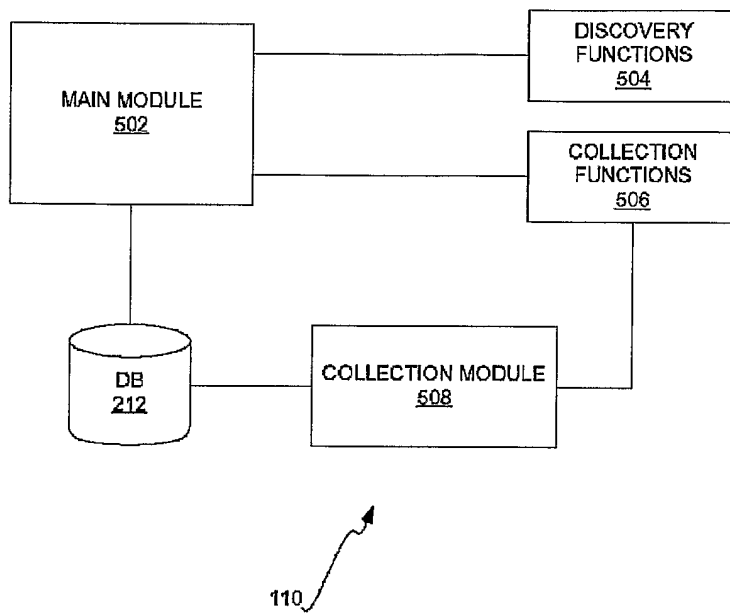 DISCOVERY
FUNCTIONS
504
MAIN MODULE
502
COLLECTION
FUNCTIONS
506
DB
212
COLLECTION MODULE
508
110